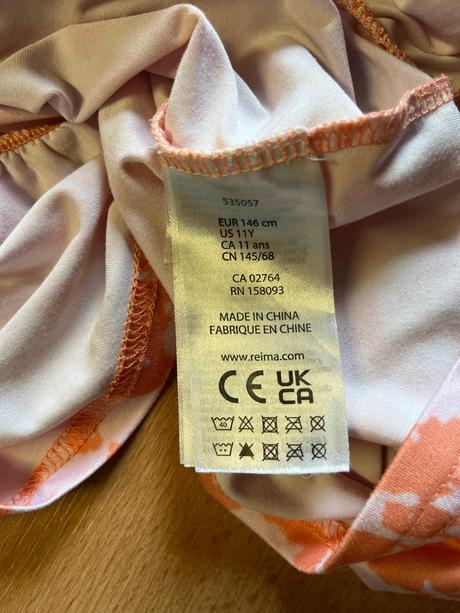 535057
EUR 146 cm
US 11Y
CA 11 ans
CN 145/68
CA 02764
RN 158093
MADE IN CHINA
FABRIQUE EN CHINE
www.reima.com
CE UK
CA
40